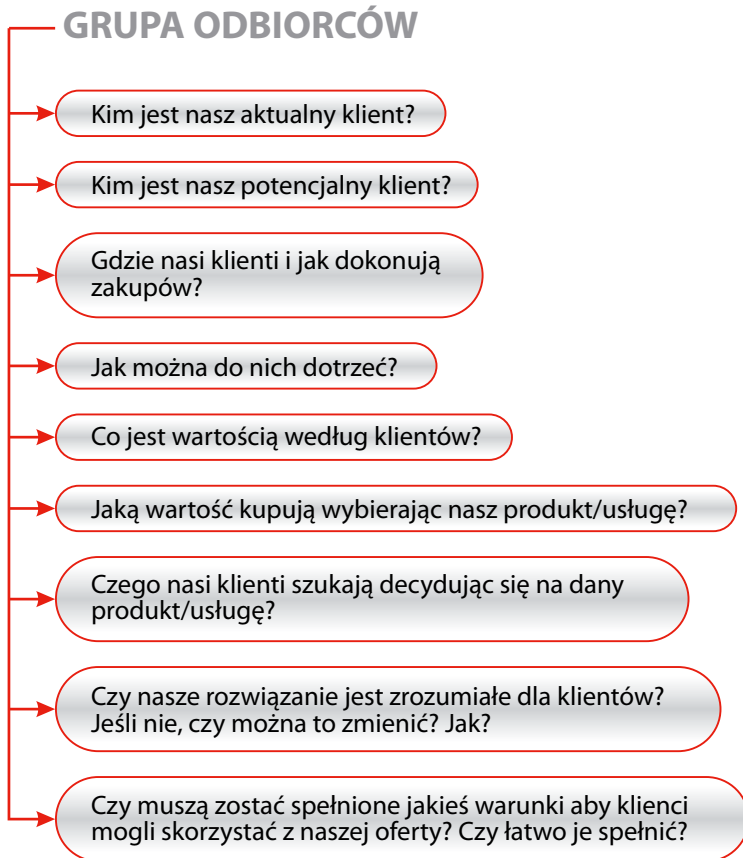 GRUPA ODBIORCÓW
Kim jest nasz aktualny klient?
Kim jest nasz potencjalny klient?
Gdzie nasi klienti i jak dokonują
zakupów?
Jak można do nich dotrzeć?
Co jest wartością według klientów?
Jaką wartość kupują wybierając nasz produkt/usługę?
Czego nasi klienti szukają decydując się na dany
produkt/usługę?
Czy nasze rozwiązanie jest zrozumiałe dla klientów?
Jeśli nie, czy można to zmienić? Jak?
Czy muszą zostać spełnione jakieś warunki aby klienci
mogli skorzystać z naszej oferty? Czy łatwo je spełnić?